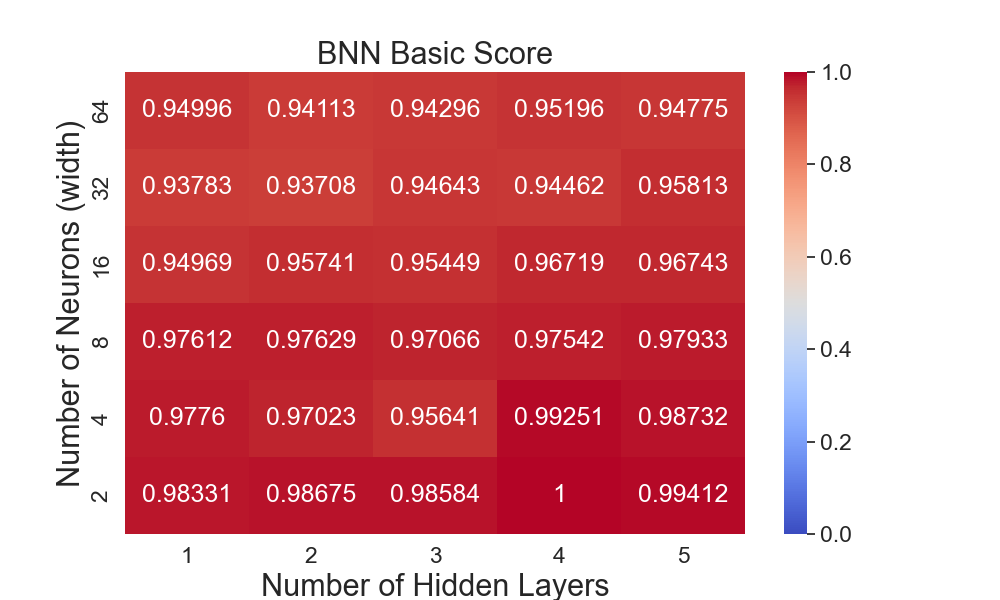 BNN Basic Score
Number of Neurons (width)
64 0.94996 0.94113 0.94296 0.95196 0.94775
32 0.93783 0.93708 0.94643 0.94462 0.95813
16 0.94969 0.95741 0.95449 0.96719 0.96743
8 0.97612 0.97629 0.97066 0.97542 0.97933
4 0.9776 0.97023 0.95641 0.99251 0.98732
2 0.98331 0.98675 0.98584 1 0.99412
1 2 3 4 5
Number of Hidden Layers
1.0
0.8
0.6
0.4
0.2
0.0